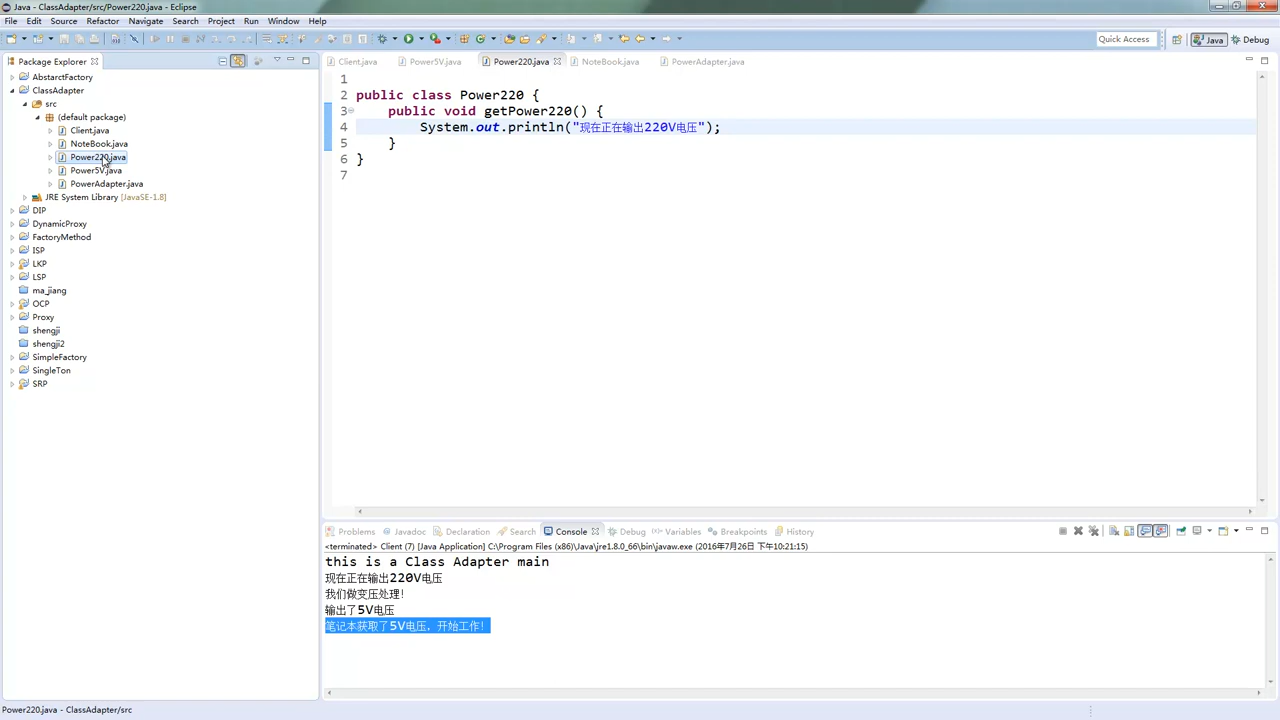 Java - ClassAdapter/src/Power220.java - Eclipse
File Edit Source Refactor Navigate Search Project Run Window Help
Quick Access
Java
Debug
Package Explorer
AbstarctFactory
ClassAdapter
src
(default package)
Client.java
NoteBook.java
Power220.java
Power5V.java
PowerAdapter.java
JRE System Library [JavaSE-1.8]
DIP
DynamicProxy
FactoryMethod
ISP
LKP
LSP
ma_jiang
OCP
Proxy
shengji
shengji2
SimpleFactory
SingleTon
SRP
Client.java Power5V.java Power220.java NoteBook.java PowerAdapter.java
1
2 public class Power220 {
3 public void getPower220() {
4 System.out.println("现在正在输出220V电压");
5 }
6 }
7
Problems Javadoc Declaration Search Console Debug Variables Breakpoints History
<terminated> Client (7) [Java Application] C:\Program Files (x86)\Java\jre1.8.0_66\bin\javaw.exe (2016年7月26日 下午10:21:15)
this is a Class Adapter main
现在正在输出220V电压
我们做变压处理!
输出了5V电压
笔记本获取了5V电压．开始工作!
Power220.java - ClassAdapter/src